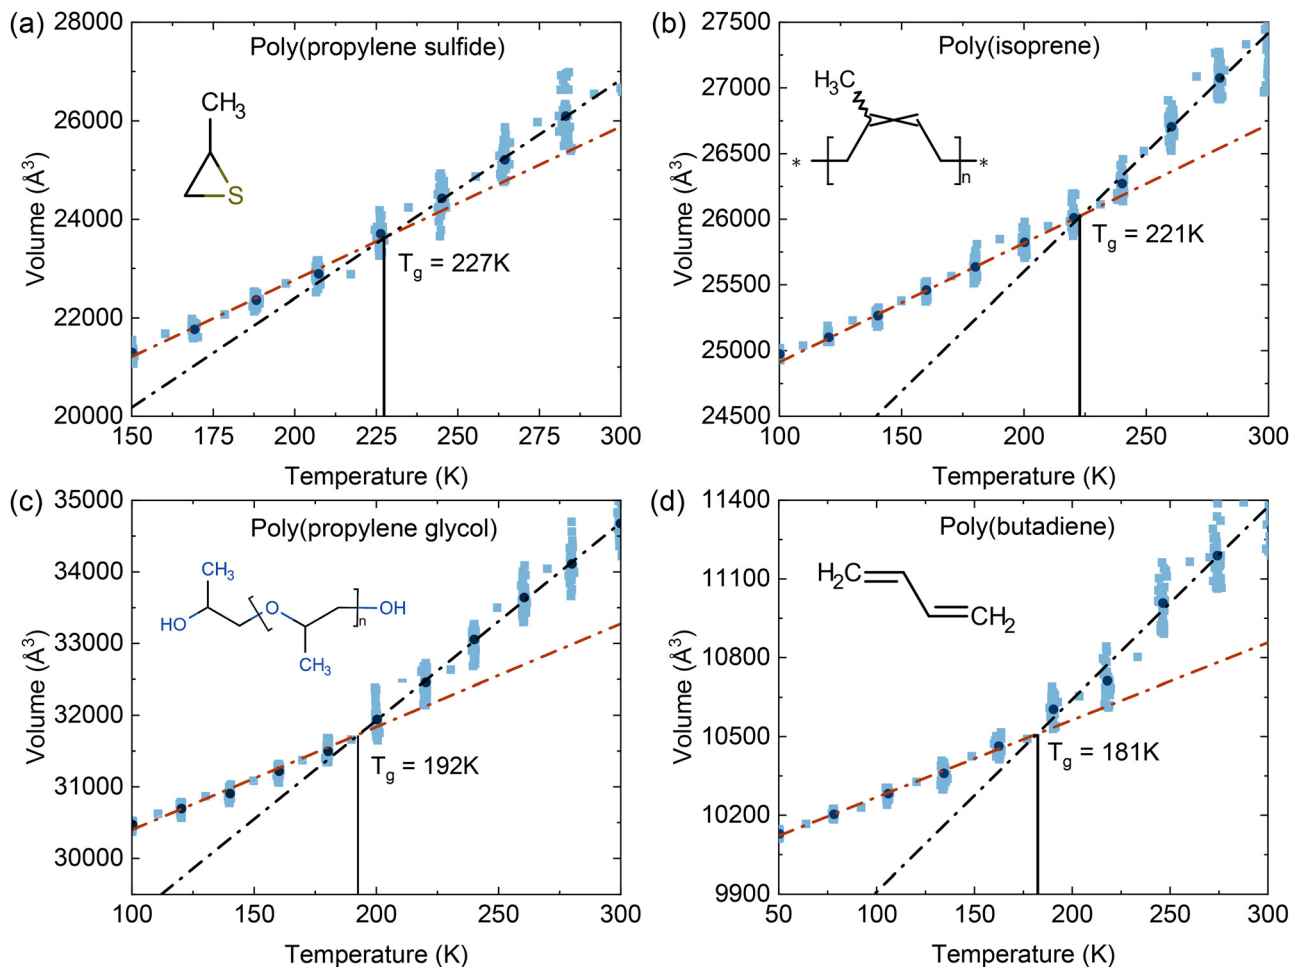 (a)
Poly(propylene sulfide)
28000
26000
24000
22000
20000
Volume (Å³)
CH₃
S
T_g = 227K
150 175 200 225 250 275 300
Temperature (K)
(b)
Poly(isoprene)
27500
27000
26500
26000
25500
25000
24500
Volume (Å³)
H₃C
* [ ]n *
T_g = 221K
100 150 200 250 300
Temperature (K)
(c)
Poly(propylene glycol)
35000
34000
33000
32000
31000
30000
Volume (Å³)
CH₃
HO ( O ]n OH
CH₃
T_g = 192K
100 150 200 250 300
Temperature (K)
(d)
Poly(butadiene)
11400
11100
10800
10500
10200
9900
Volume (Å³)
H₂C
CH₂
T_g = 181K
50 100 150 200 250 300
Temperature (K)